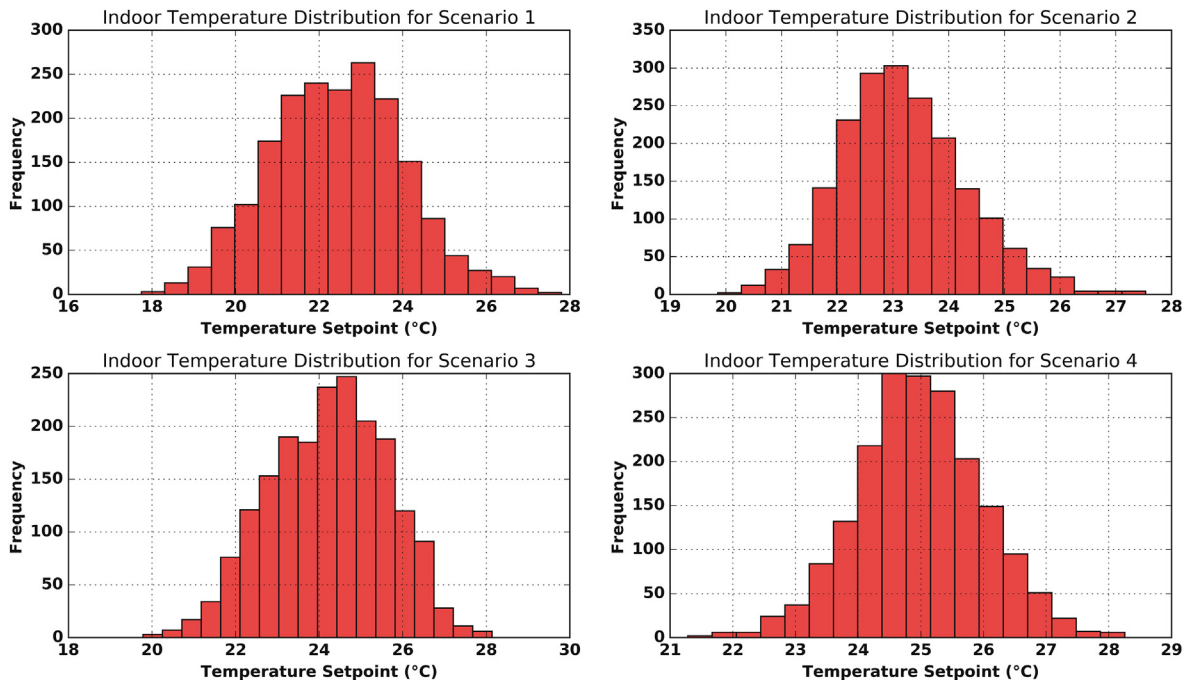 Indoor Temperature Distribution for Scenario 1
300
250
200
150
100
50
0
Frequency
16 18 20 22 24 26 28
Temperature Setpoint (°C)
Indoor Temperature Distribution for Scenario 2
350
300
250
200
150
100
50
0
Frequency
19 20 21 22 23 24 25 26 27 28
Temperature Setpoint (°C)
Indoor Temperature Distribution for Scenario 3
250
200
150
100
50
0
Frequency
18 20 22 24 26 28 30
Temperature Setpoint (°C)
Indoor Temperature Distribution for Scenario 4
300
250
200
150
100
50
0
Frequency
21 22 23 24 25 26 27 28 29
Temperature Setpoint (°C)